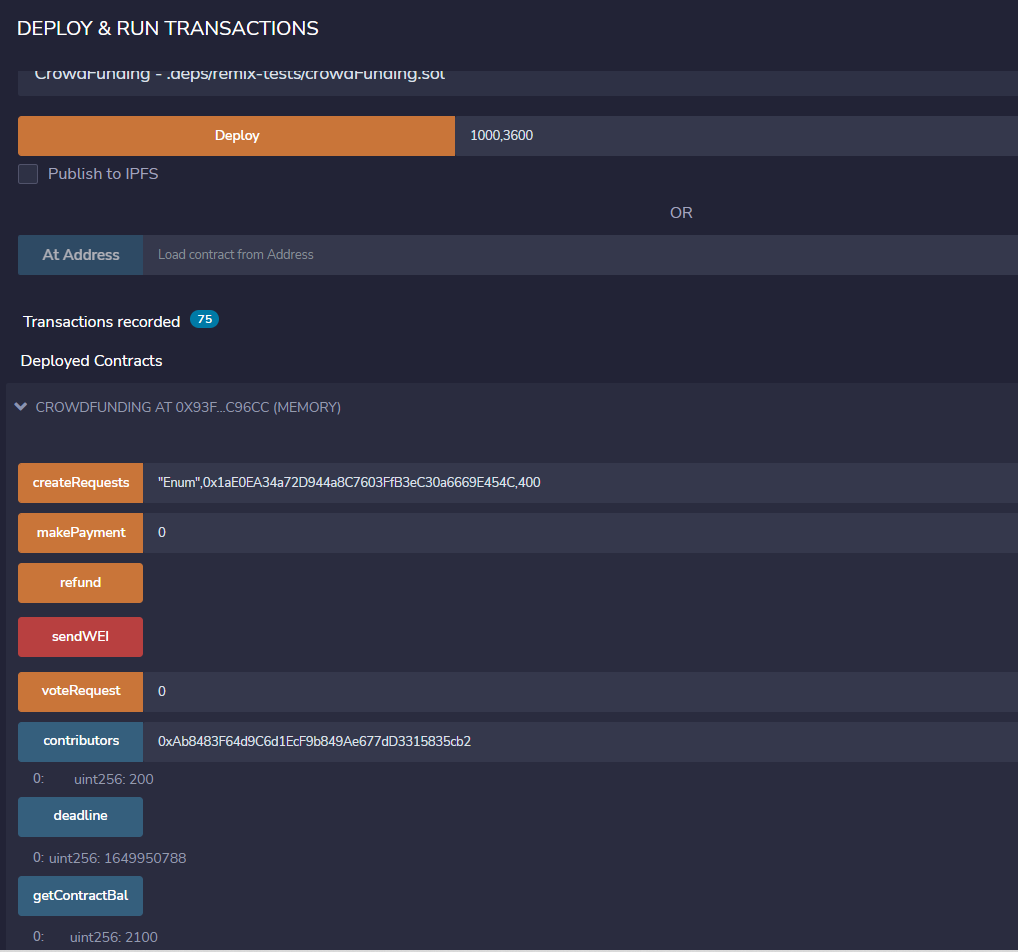 DEPLOY & RUN TRANSACTIONS
CrowdFunding - .deps/remix-tests/crowdFunding.sol
Deploy 1000,3600
Publish to IPFS
OR
At Address Load contract from Address
Transactions recorded 75
Deployed Contracts
CROWDFUNDING AT 0X93F...C96CC (MEMORY)
createRequests "Enum",0x1aE0EA34a72D944a8C7603FfB3eC30a6669E454C,400
makePayment 0
refund
sendWEI
voteRequest 0
contributors 0xAb8483F64d9C6d1EcF9b849Ae677dD3315835cb2
0: uint256: 200
deadline
0: uint256: 1649950788
getContractBal
0: uint256: 2100